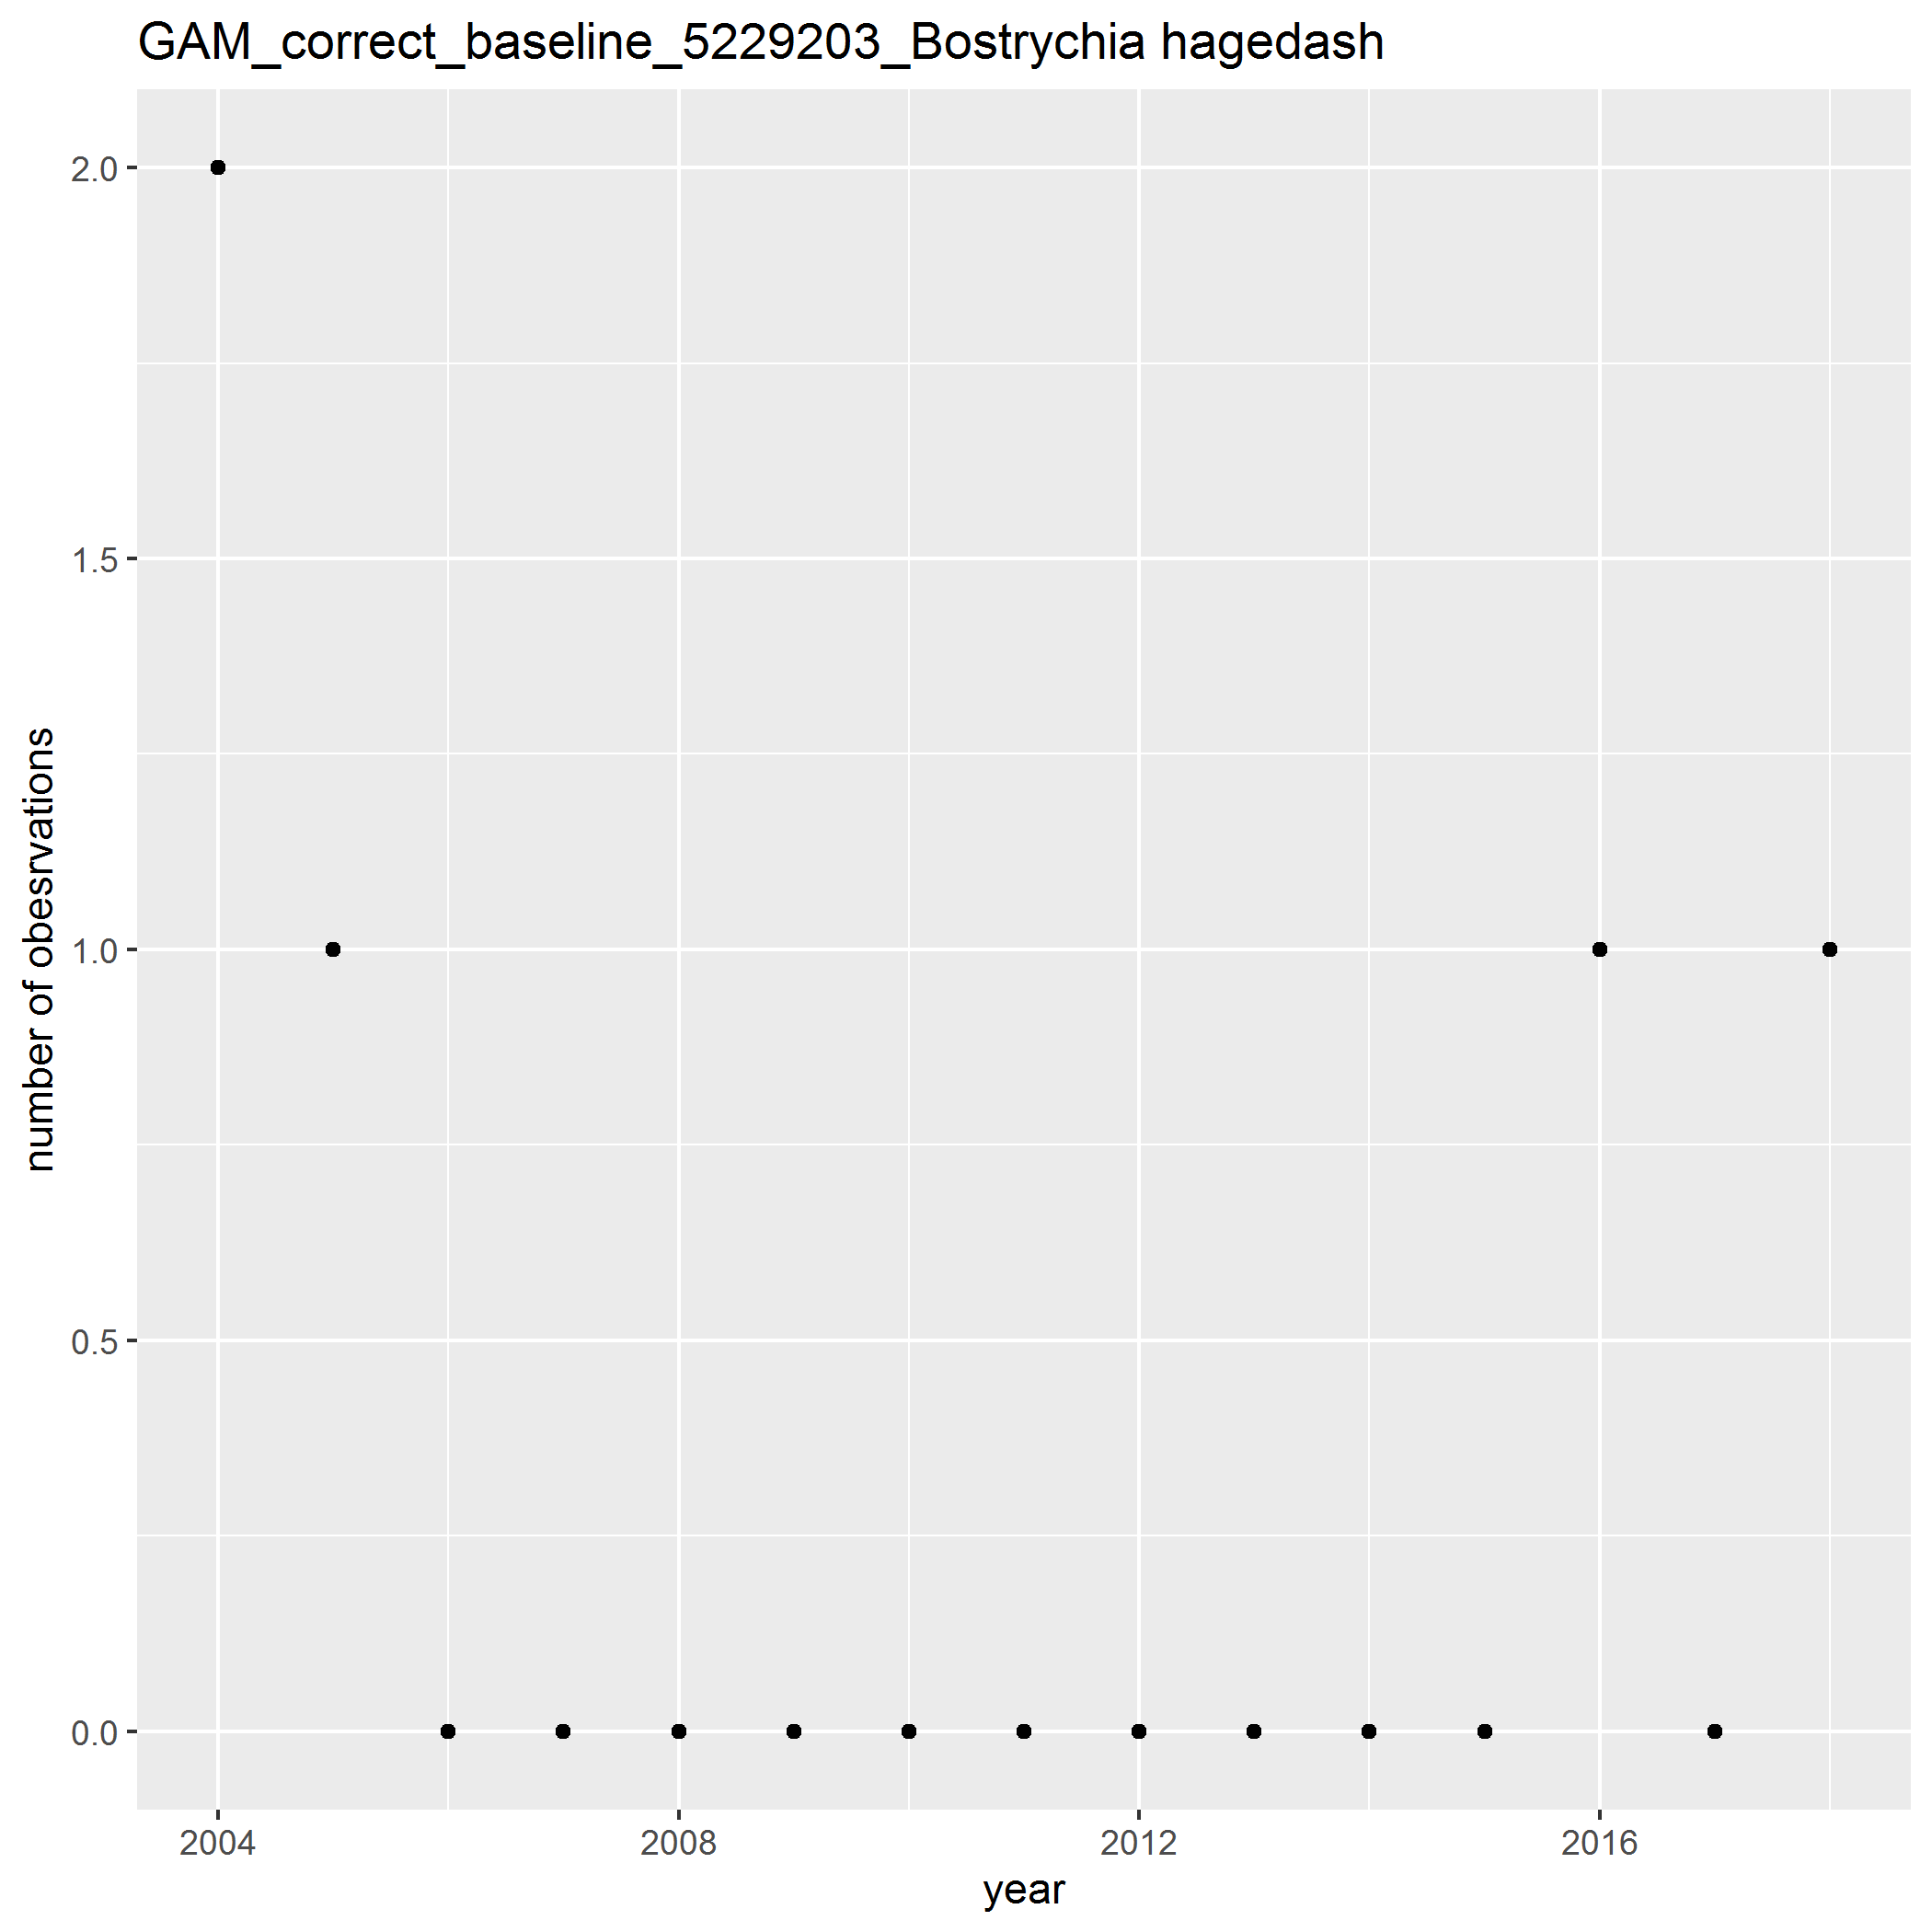 GAM_correct_baseline_5229203_Bostrychia hagedash
number of obesrvations
2.0
1.5
1.0
0.5
0.0
2004 2008 2012 2016
year